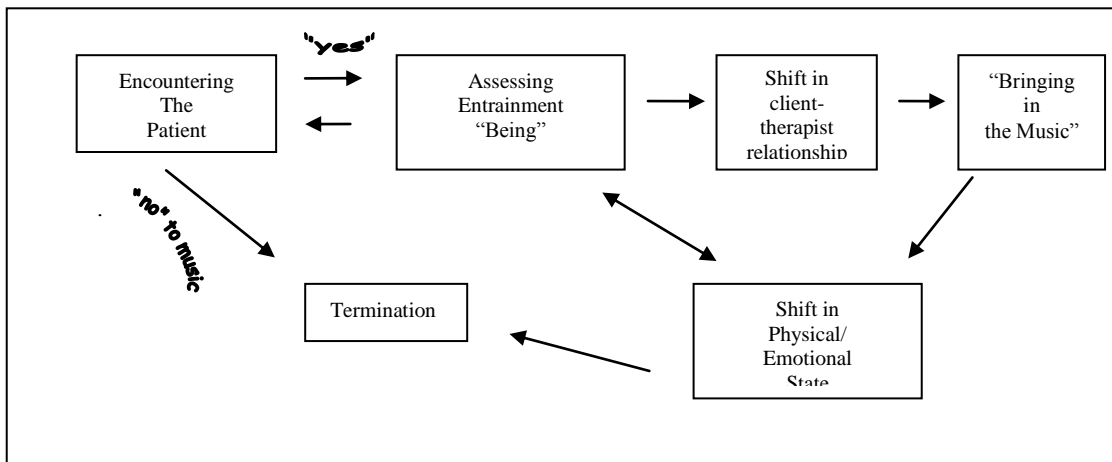 "Yes"
Encountering
The
Patient
Assessing
Entrainment
"Being"
Shift in
client-
therapist
relationship
"Bringing
in
the Music"
"no" to music
Termination
Shift in
Physical/
Emotional
State